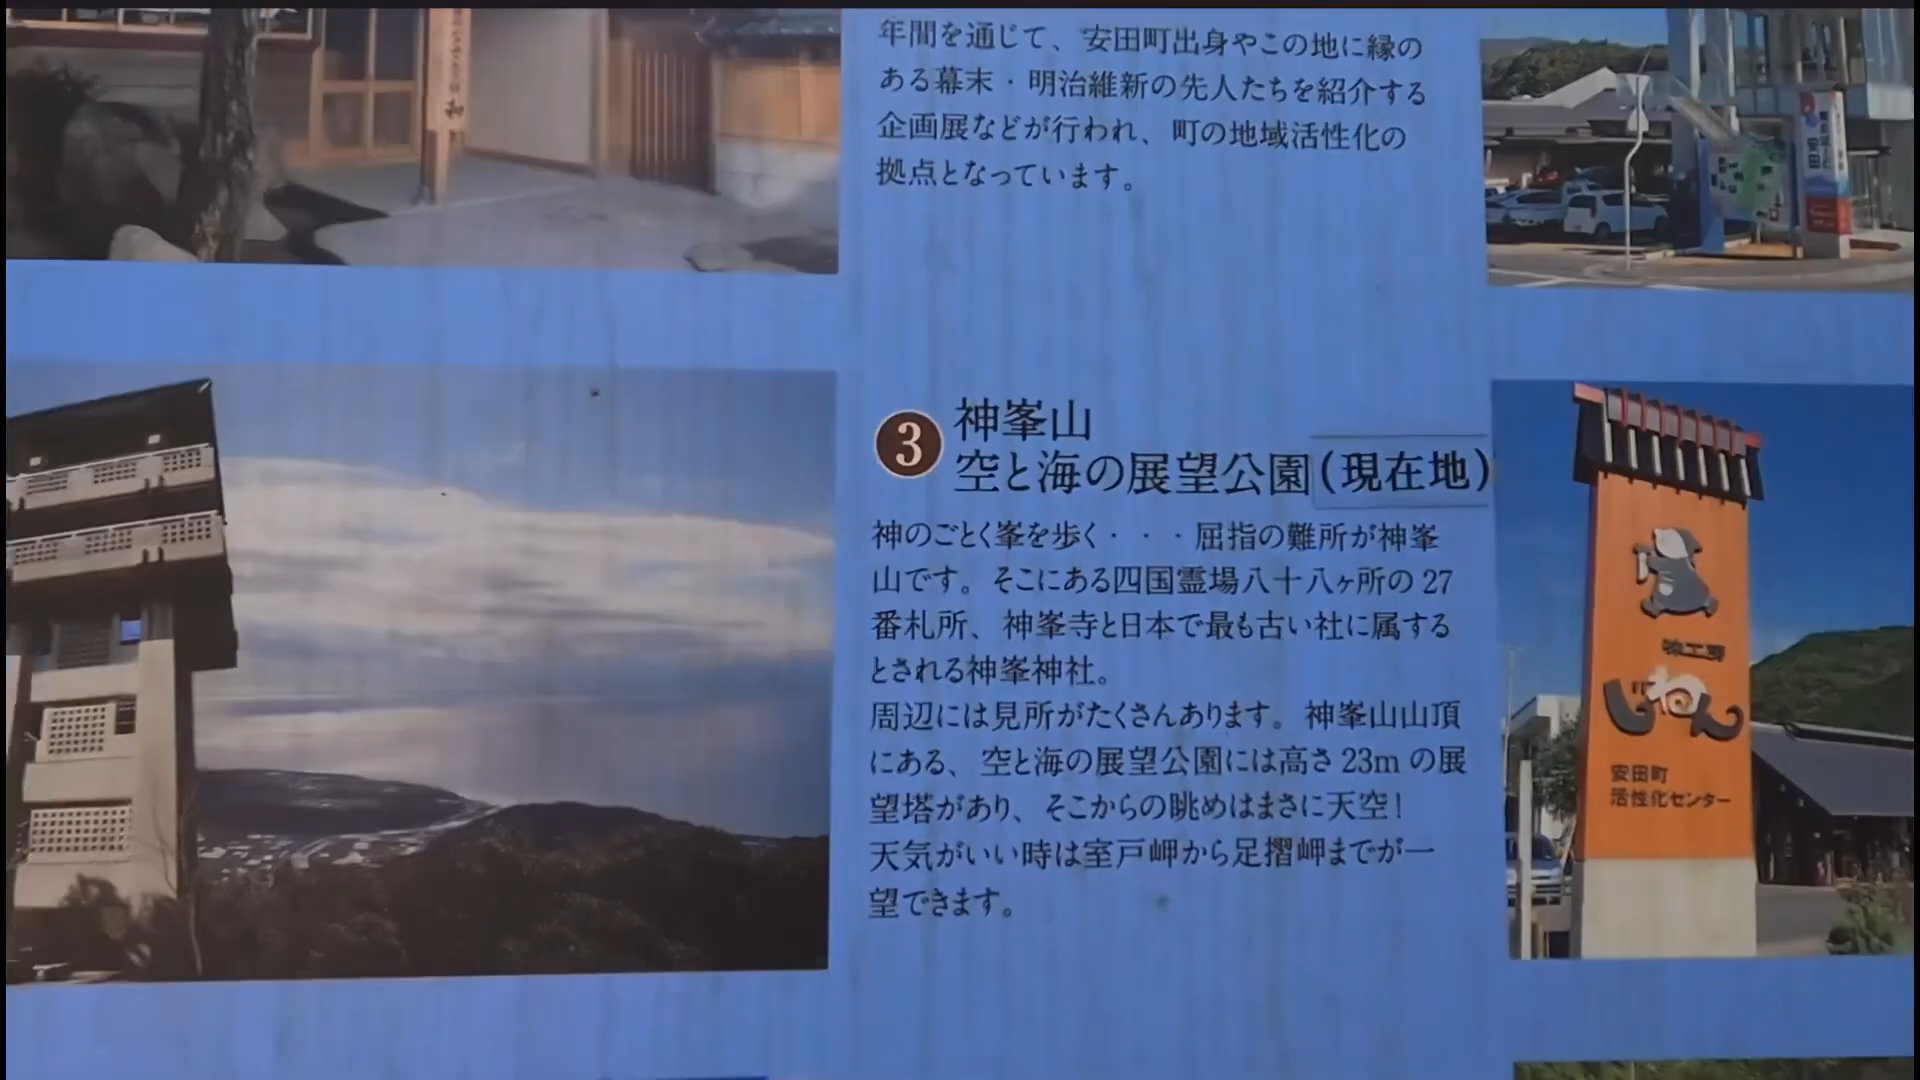 年間を通じて、安田町出身やこの地に縁の
ある幕末・明治維新の先人たちを紹介する
企画展などが行われ、町の地域活性化の
拠点となっています。
3
神峯山
空と海の展望公園(現在地)
神のごとく峯を歩く・・・屈指の難所が神峯
山です。そこにある四国霊場八十八ヶ所の 27
番札所、神峯寺と日本で最も古い社に属する
とされる神峯神社。
周辺には見所がたくさんあります。神峯山山頂
にある、空と海の展望公園には高さ 23m の展
望塔があり、そこからの眺めはまさに天空!
天気がいい時は室戸岬から足摺岬までが一
望できます。
安田
味工房
じねん
安田町
活性化センター